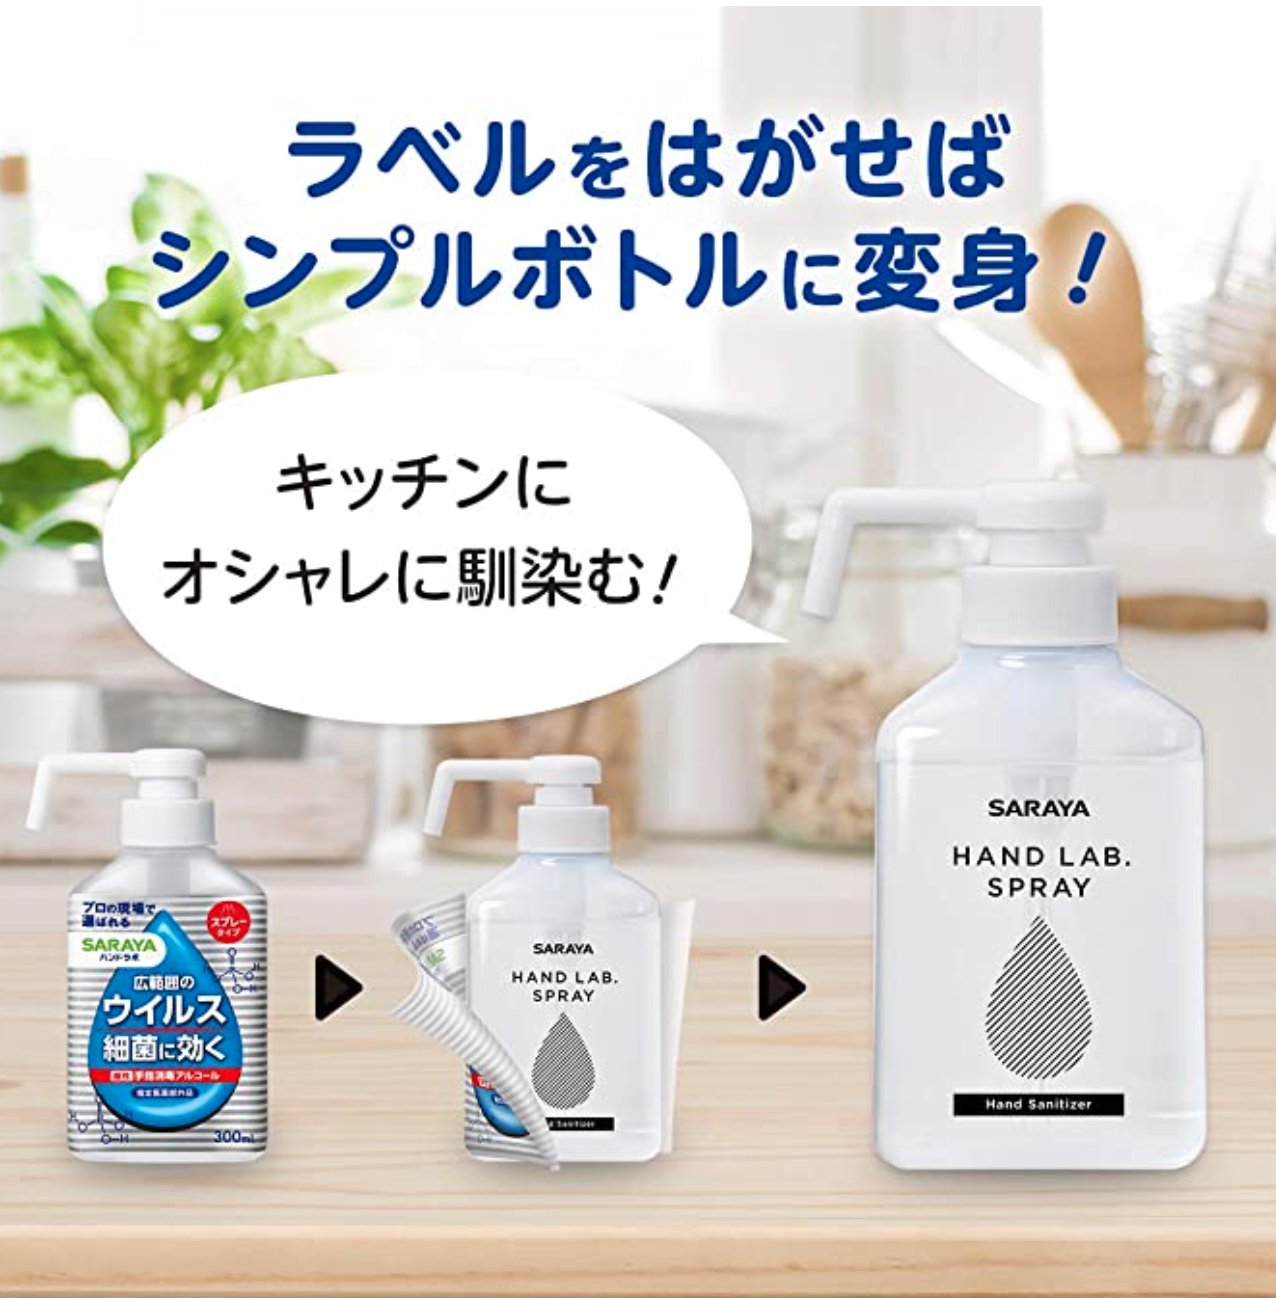 ラベルをはがせば
シンプルボトルに変身！
キッチンに
オシャレに馴染む！
プロの現場で
選ばれる
スプレー
タイプ
SARAYA
ハンドラボ
広範囲の
ウイルス
細菌に効く
手指消毒アルコール
指定医薬部外品
300mL
SARAYA
HAND LAB.
SPRAY
SARAYA
HAND LAB.
SPRAY
Hand Sanitizer